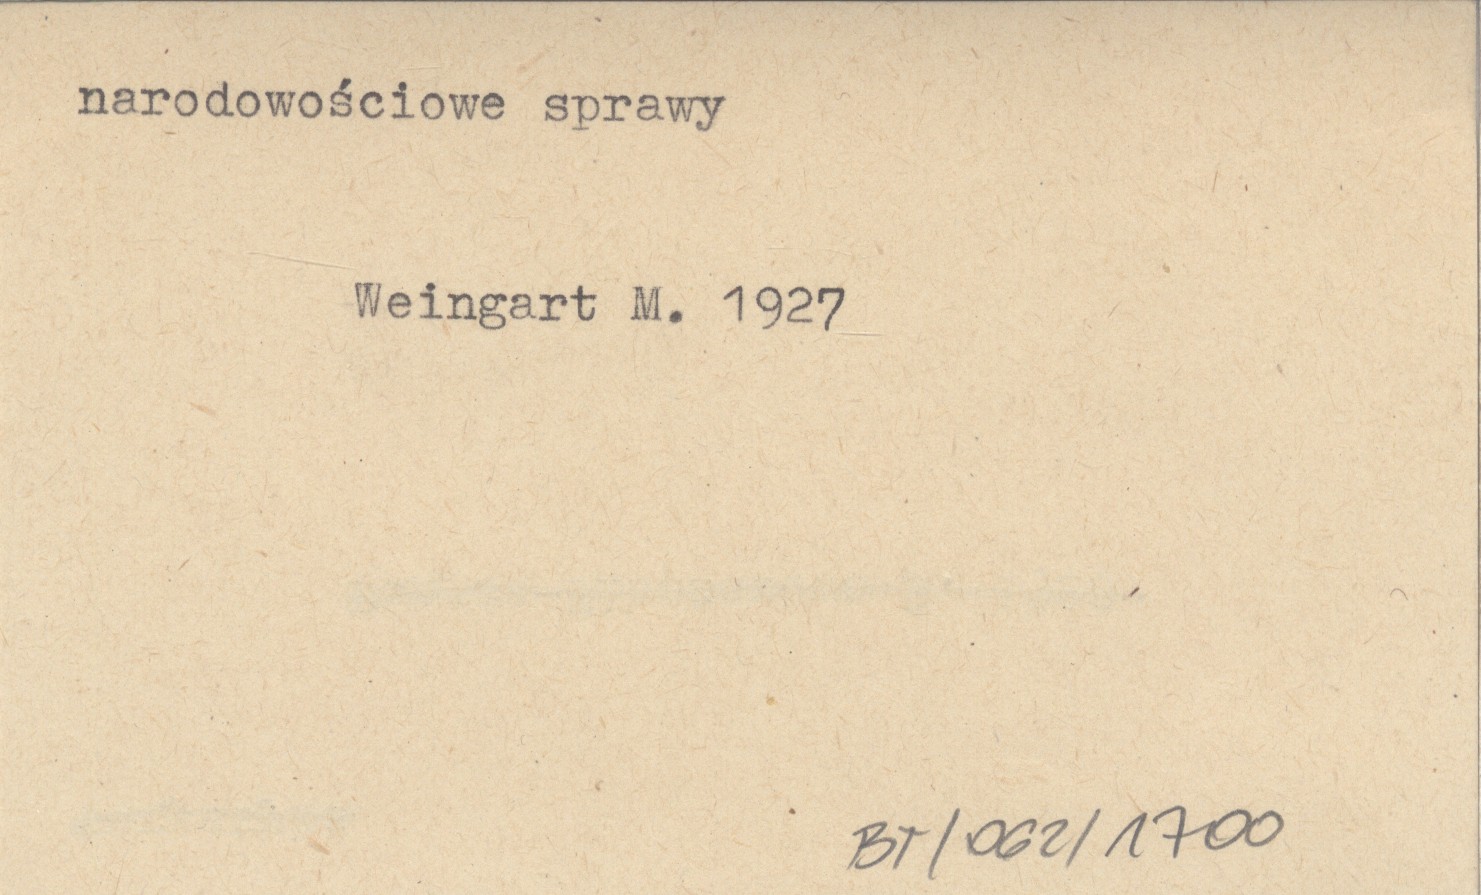 narodowościowe sprawy
Weingart M. 1927
BT/062/1700